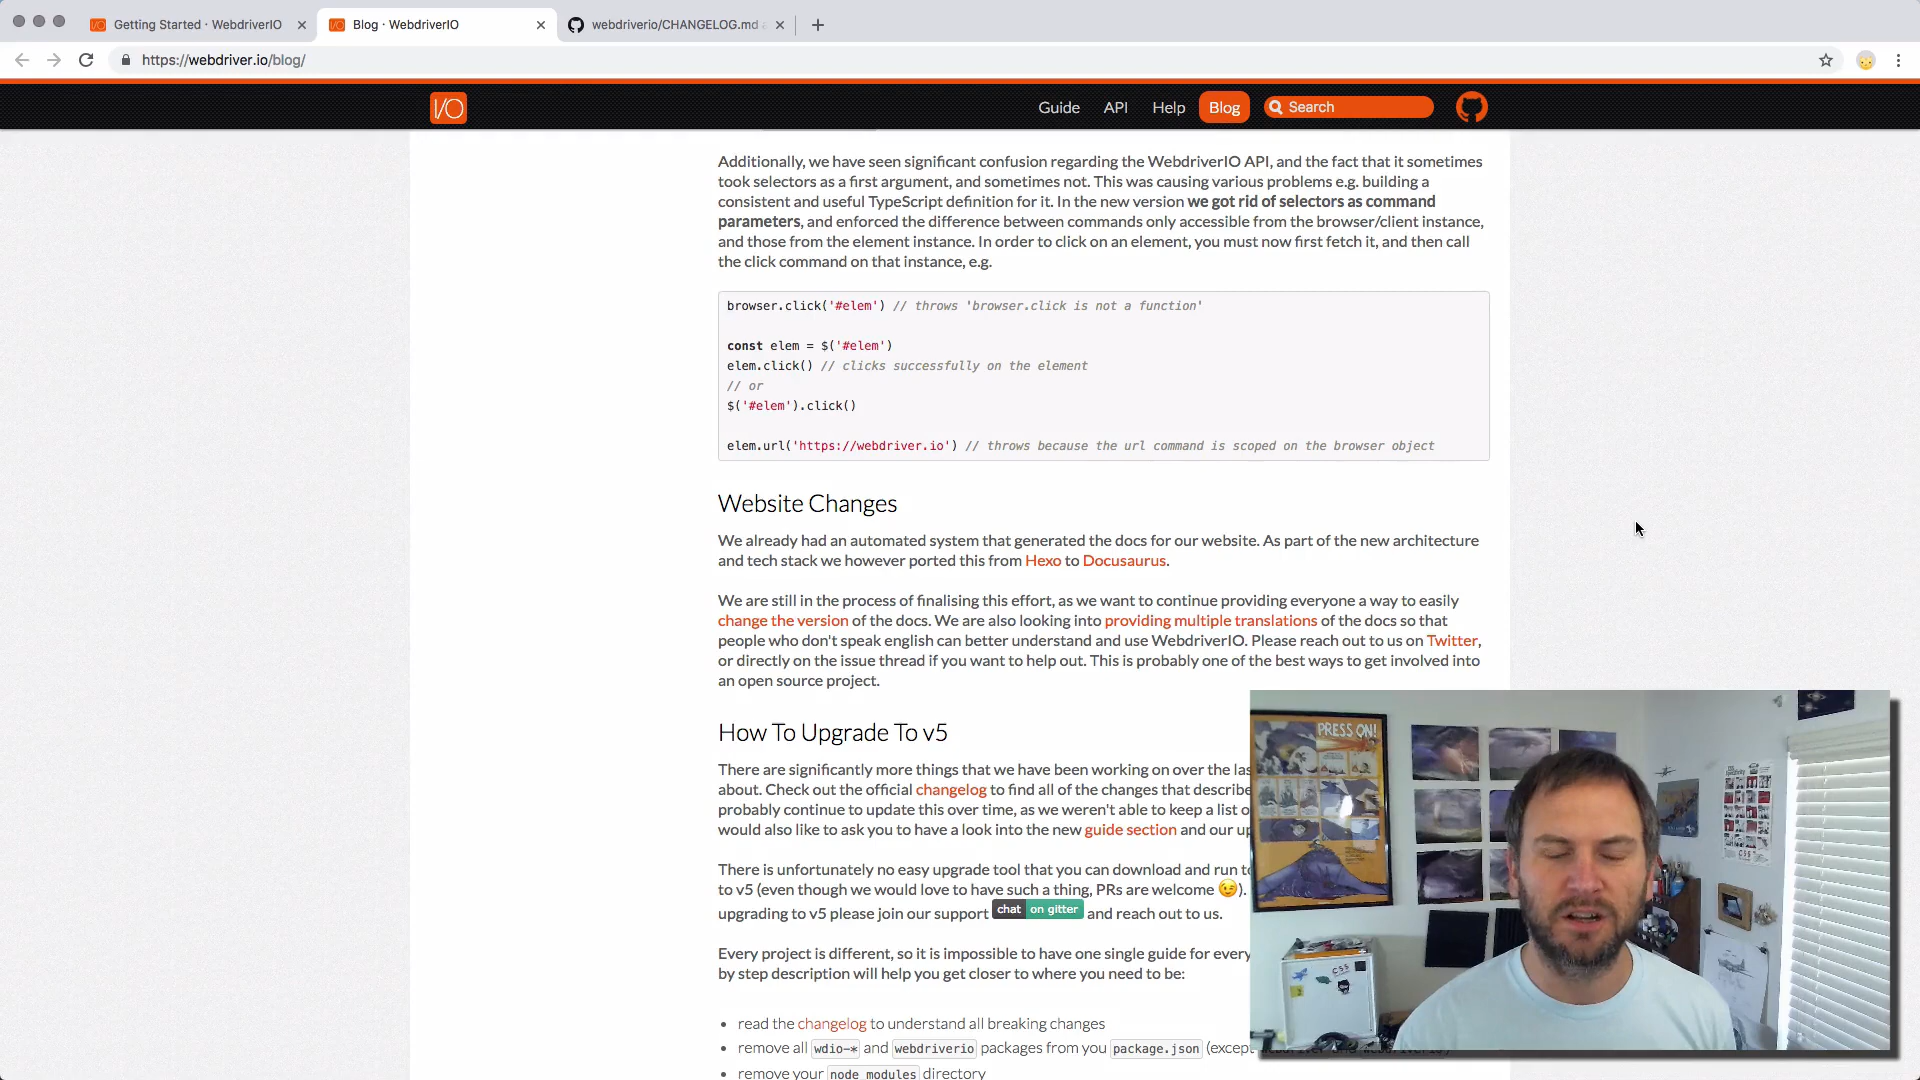 Getting Started · WebdriverIO
Blog · WebdriverIO
webdriverio/CHANGELOG.md
https://webdriver.io/blog/
I/O
Guide
API
Help
Blog
Search
Additionally, we have seen significant confusion regarding the WebdriverIO API, and the fact that it sometimes
took selectors as a first argument, and sometimes not. This was causing various problems e.g. building a
consistent and useful TypeScript definition for it. In the new version we got rid of selectors as command
parameters, and enforced the difference between commands only accessible from the browser/client instance,
and those from the element instance. In order to click on an element, you must now first fetch it, and then call
the click command on that instance, e.g.
browser.click('#elem') // throws 'browser.click is not a function'
const elem = $('#elem')
elem.click() // clicks successfully on the element
// or
$('#elem').click()
elem.url('https://webdriver.io') // throws because the url command is scoped on the browser object
Website Changes
We already had an automated system that generated the docs for our website. As part of the new architecture
and tech stack we however ported this from Hexo to Docusaurus.
We are still in the process of finalising this effort, as we want to continue providing everyone a way to easily
change the version of the docs. We are also looking into providing multiple translations of the docs so that
people who don't speak english can better understand and use WebdriverIO. Please reach out to us on Twitter,
or directly on the issue thread if you want to help out. This is probably one of the best ways to get involved into
an open source project.
How To Upgrade To v5
There are significantly more things that we have been working on over the las
about. Check out the official changelog to find all of the changes that describe
probably continue to update this over time, as we weren't able to keep a list o
would also like to ask you to have a look into the new guide section and our up
There is unfortunately no easy upgrade tool that you can download and run to
to v5 (even though we would love to have such a thing, PRs are welcome 😉).
upgrading to v5 please join our support chat on gitter and reach out to us.
Every project is different, so it is impossible to have one single guide for every
by step description will help you get closer to where you need to be:
• read the changelog to understand all breaking changes
• remove all wdio-* and webdriverio packages from you package.json (except
• remove your node_modules directory
PRESS ON!
CSS